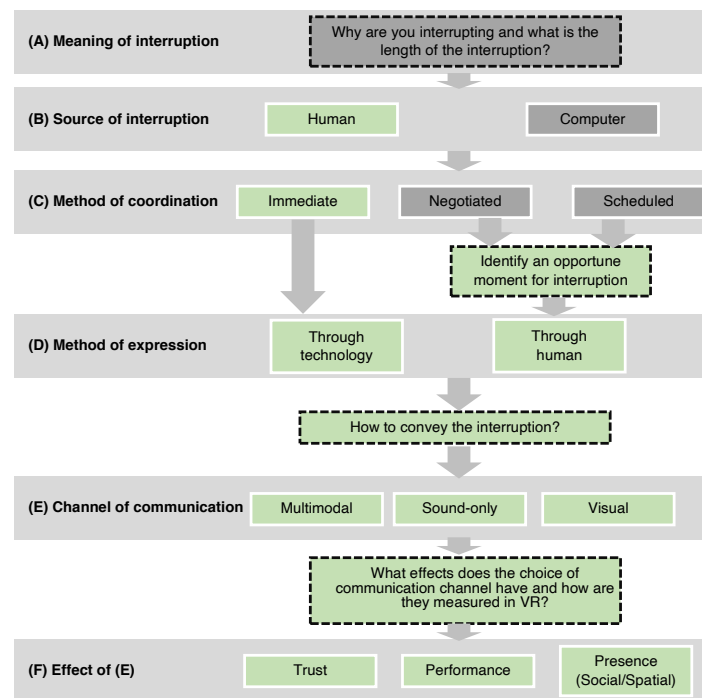 (A) Meaning of interruption
Why are you interrupting and what is the
length of the interruption?
(B) Source of interruption
Human
Computer
(C) Method of coordination
Immediate
Negotiated
Scheduled
Identify an opportune
moment for interruption
(D) Method of expression
Through
technology
Through
human
How to convey the interruption?
(E) Channel of communication
Multimodal
Sound-only
Visual
What effects does the choice of
communication channel have and how are
they measured in VR?
(F) Effect of (E)
Trust
Performance
Presence
(Social/Spatial)